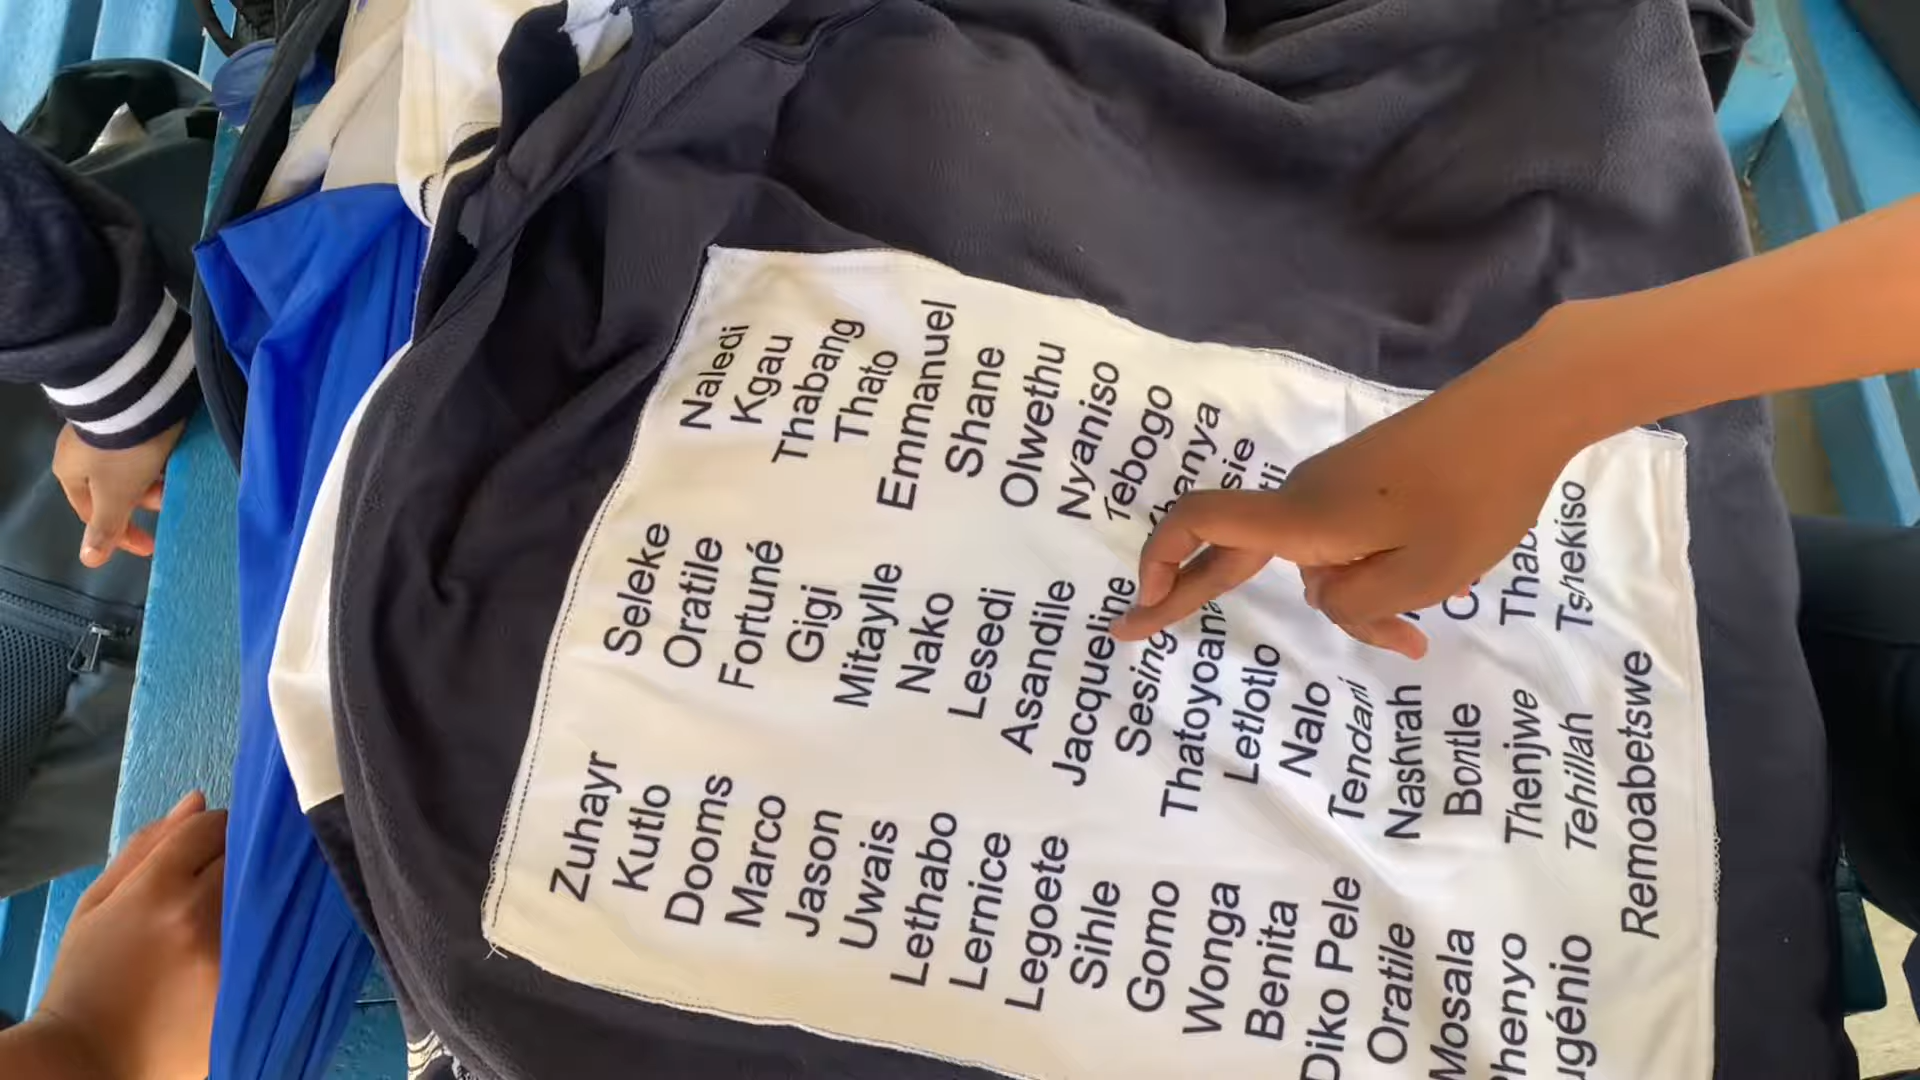 Zuhayr
Kutlo
Dooms
Marco
Jason
Uwais
Lethabo
Lernice
Legoete
Sihle
Gomo
Wonga
Benita
Diko Pele
Oratile
Mosala
Seleke
Oratile
Fortuné
Gigi
Mitaylle
Nako
Lesedi
Asandile
Jacqueline
Letlotlo
Nalo
Tendani
Nashrah
Bontle
Thenjwe
Tehillah
Remoabetswe
Naledi
Kgau
Thabang
Thato
Emmanuel
Shane
Olwethu
Nyaniso
Tebogo
Tshekiso